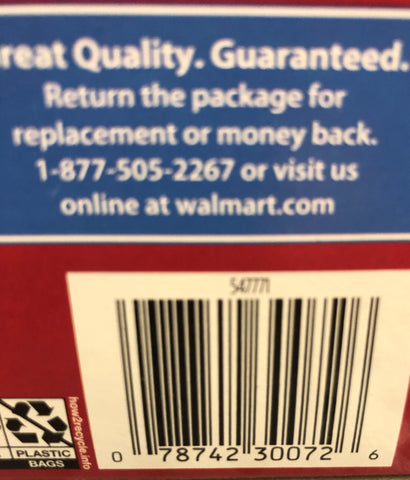 reat Quality. Guaranteed.
Return the package for
replacement or money back.
1-877-505-2267 or visit us
online at walmart.com
547771
0 78742 30072 6
how2recycle.info
PLASTIC
BAGS